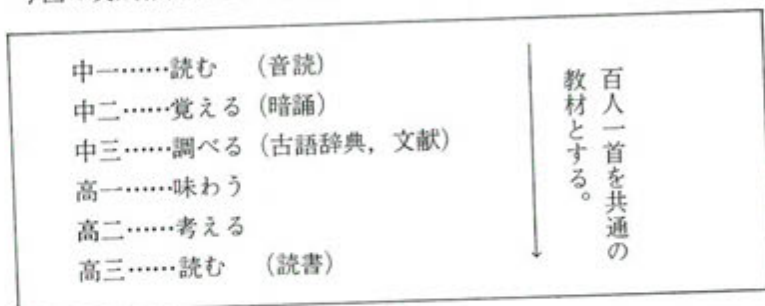 中一……読む　（音読）
中二……覚える（暗誦）
中三……調べる（古語辞典，文献）
高一……味わう
高二……考える
高三……読む　（読書）
百人一首を共通の
教材とする。